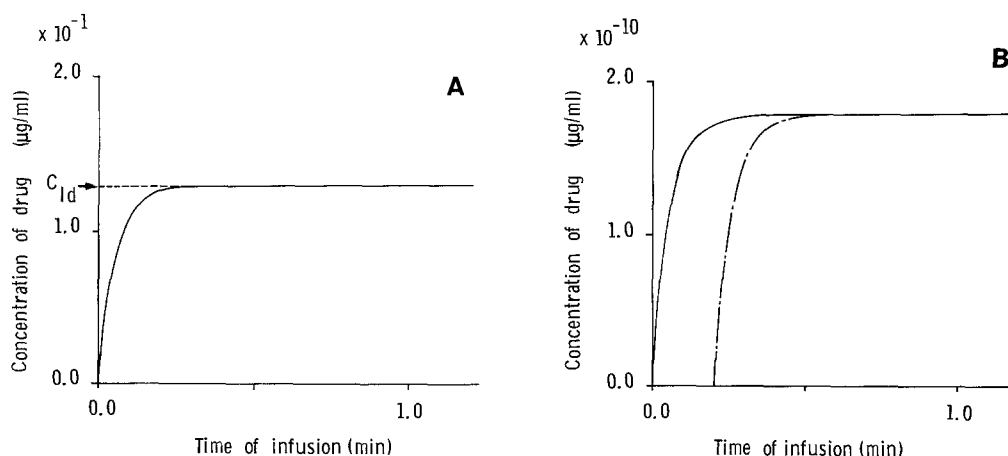 x 10⁻¹
A
2.0
Concentration of drug (µg/ml)
C_ld
1.0
0.0
0.0 1.0
Time of infusion (min)
x 10⁻¹⁰
B
2.0
Concentration of drug (µg/ml)
1.0
0.0
0.0 1.0
Time of infusion (min)